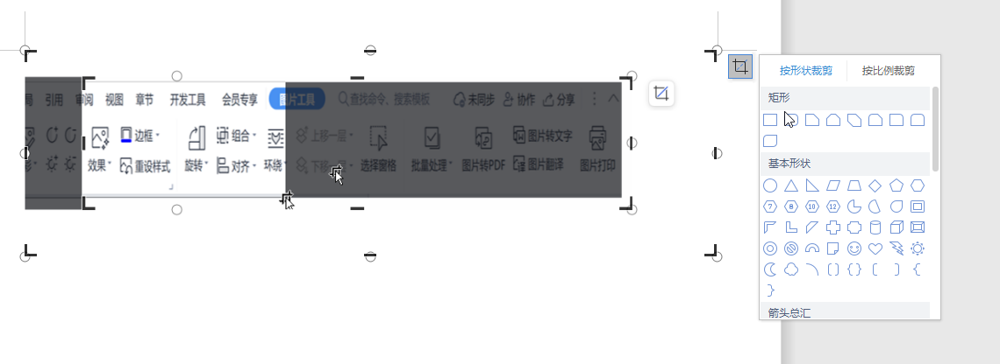 引用 审阅 视图 章节 开发工具 会员专享 图片工具 查找命令、搜索模板 未同步 协作 分享
边框 组合 上移一层 图片转文字
效果 重设样式 旋转 对齐 环绕 下移一层 选择窗格 批量处理 图片转PDF 图片翻译 图片打印
按形状裁剪 按比例裁剪
矩形
基本形状
7 8 10 12
箭头总汇